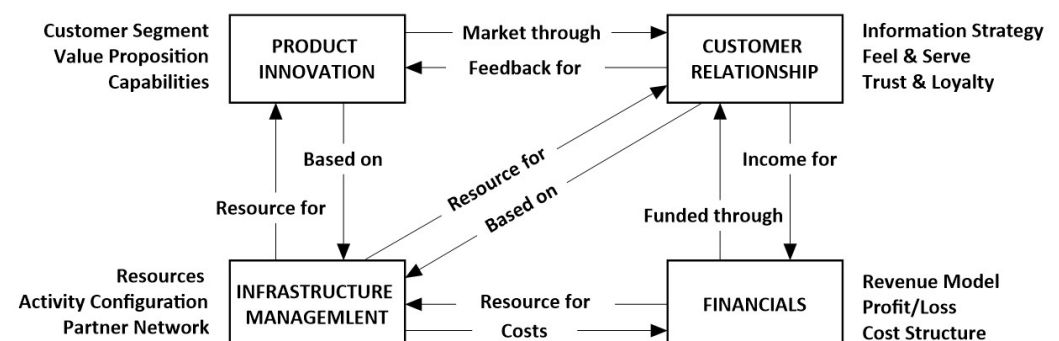 Customer Segment
Value Proposition
Capabilities
PRODUCT
INNOVATION
Market through
Feedback for
CUSTOMER
RELATIONSHIP
Information Strategy
Feel & Serve
Trust & Loyalty
Based on
Resource for
Resource for
Based on
Income for
Funded through
Resources
Activity Configuration
Partner Network
INFRASTRUCTURE
MANAGEMLENT
Resource for
Costs
FINANCIALS
Revenue Model
Profit/Loss
Cost Structure